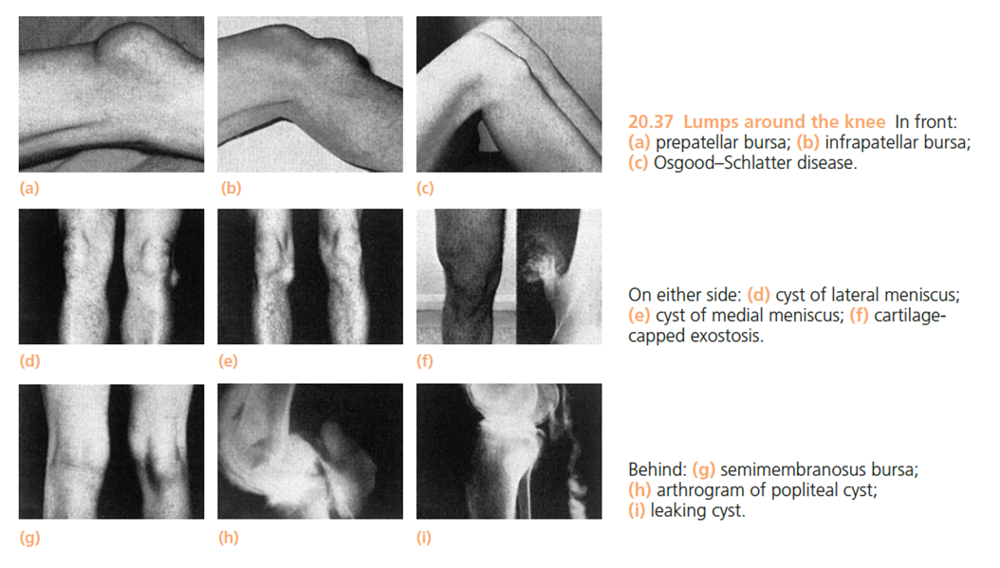 (a) (b) (c)
20.37 Lumps around the knee In front:
(a) prepatellar bursa; (b) infrapatellar bursa;
(c) Osgood–Schlatter disease.
(d) (e) (f)
On either side: (d) cyst of lateral meniscus;
(e) cyst of medial meniscus; (f) cartilage-
capped exostosis.
(g) (h) (i)
Behind: (g) semimembranosus bursa;
(h) arthrogram of popliteal cyst;
(i) leaking cyst.